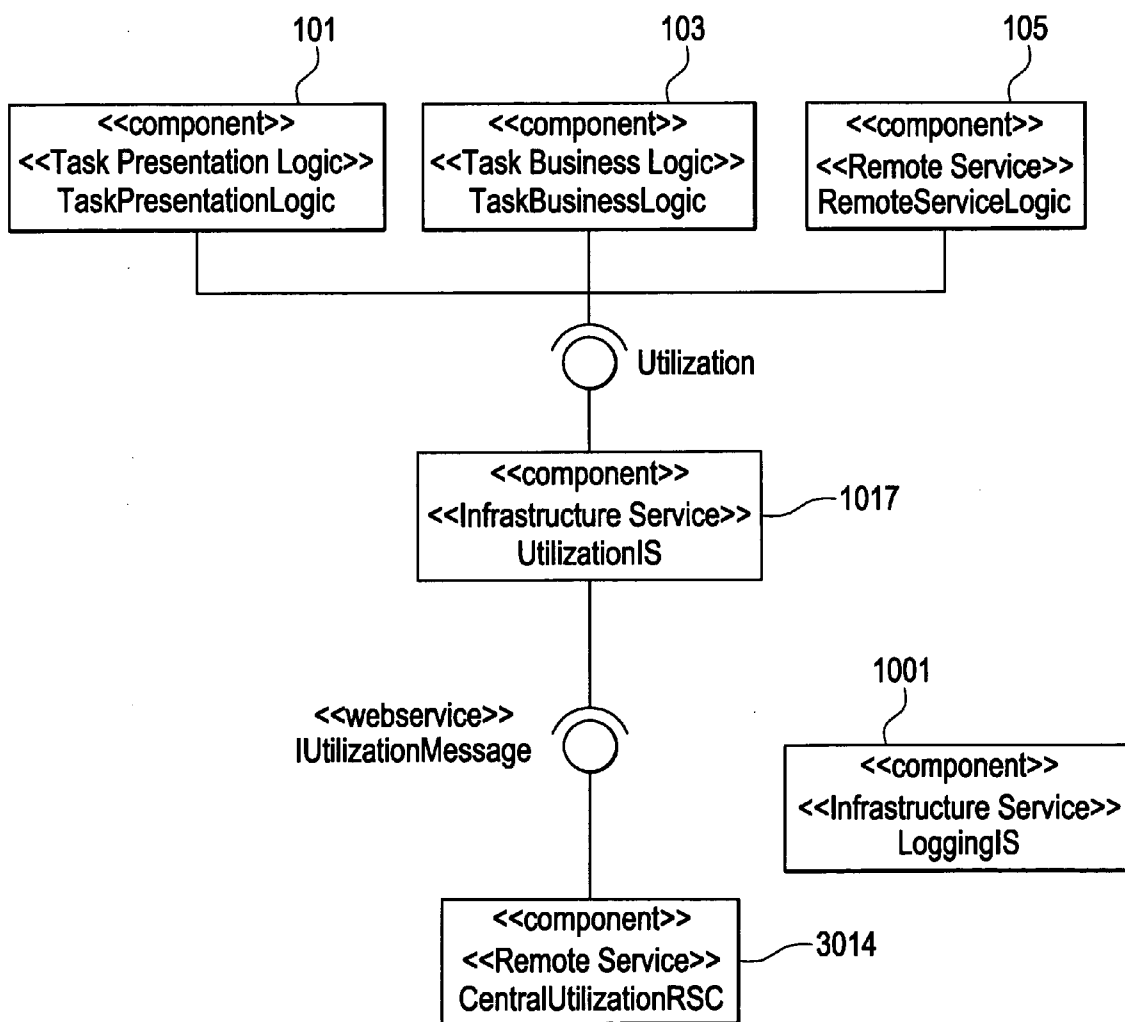 101
103
105
<<component>>
<<Task Presentation Logic>>
TaskPresentationLogic
<<component>>
<<Task Business Logic>>
TaskBusinessLogic
<<component>>
<<Remote Service>>
RemoteServiceLogic
Utilization
<<component>>
<<Infrastructure Service>>
UtilizationIS
1017
<<webservice>>
IUtilizationMessage
1001
<<component>>
<<Infrastructure Service>>
LoggingIS
<<component>>
<<Remote Service>>
CentralUtilizationRSC
3014